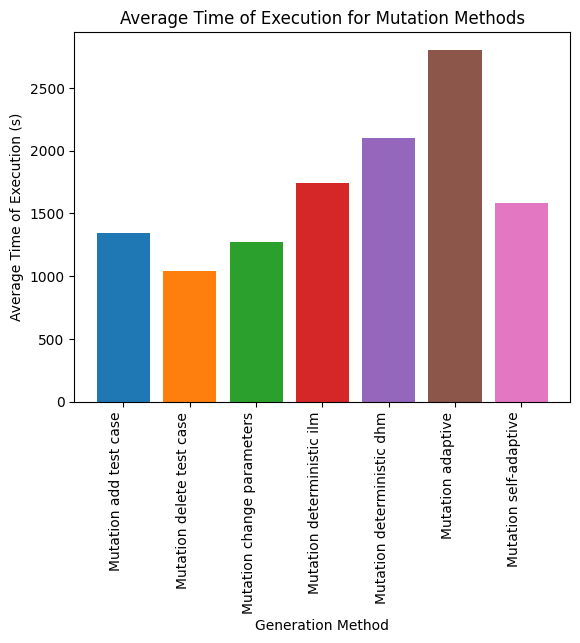 Average Time of Execution for Mutation Methods
Average Time of Execution (s)
2500
2000
1500
1000
500
0
Mutation add test case
Mutation delete test case
Mutation change parameters
Mutation deterministic ilm
Mutation deterministic dhm
Mutation adaptive
Mutation self-adaptive
Generation Method